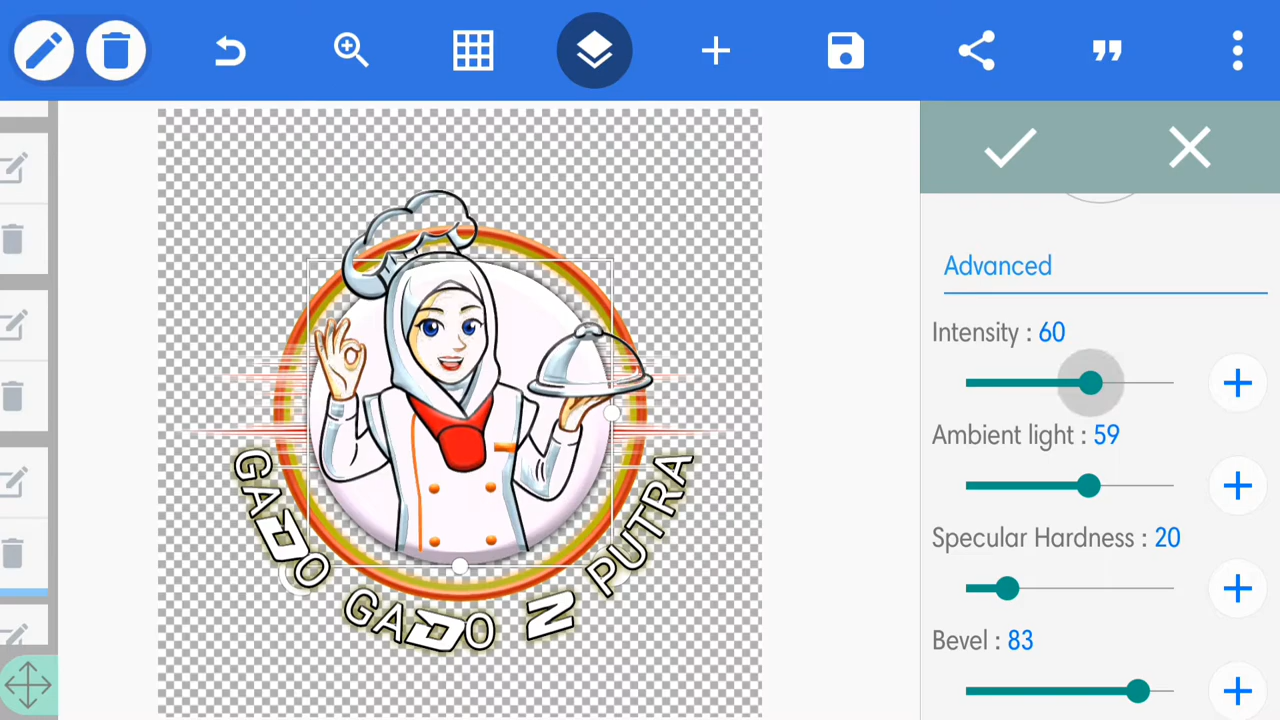 Advanced
Intensity : 60
Ambient light : 59
Specular Hardness : 20
Bevel : 83
GADO GADO N PUTRA